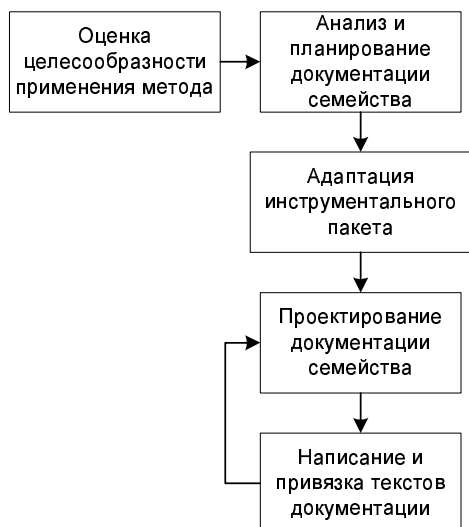 Оценка
целесообразности
применения метода
Анализ и
планирование
документации
семейства
Адаптация
инструментального
пакета
Проектирование
документации
семейства
Написание и
привязка текстов
документации